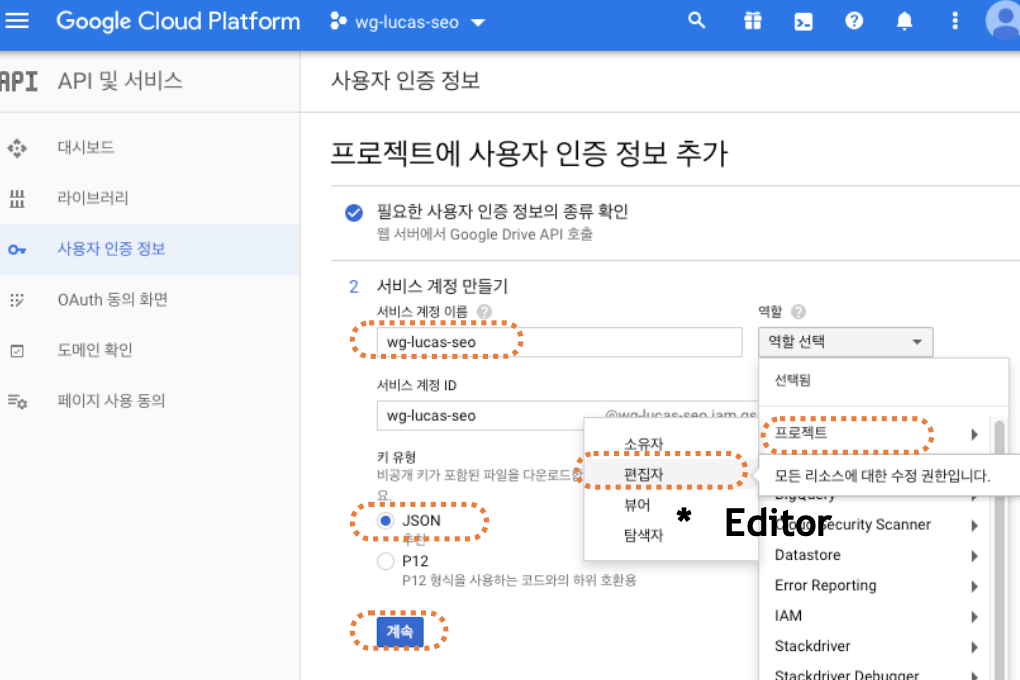 Google Cloud Platform
wg-lucas-seo
API
API 및 서비스
사용자 인증 정보
대시보드
라이브러리
사용자 인증 정보
OAuth 동의 화면
도메인 확인
페이지 사용 동의
프로젝트에 사용자 인증 정보 추가
필요한 사용자 인증 정보의 종류 확인
웹 서버에서 Google Drive API 호출
2 서비스 계정 만들기
서비스 계정 이름
wg-lucas-seo
역할
역할 선택
선택됨
프로젝트
모든 리소스에 대한 수정 권한입니다.
BigQuery
Cloud Security Scanner
Datastore
Error Reporting
IAM
Stackdriver
Stackdriver Debugger
서비스 계정 ID
wg-lucas-seo
@wg-lucas-seo.iam.gs
소유자
편집자
뷰어
탐색자
* Editor
키 유형
비공개 키가 포함된 파일을 다운로드합
요.
JSON
추천
P12
P12 형식을 사용하는 코드와의 하위 호환용
계속